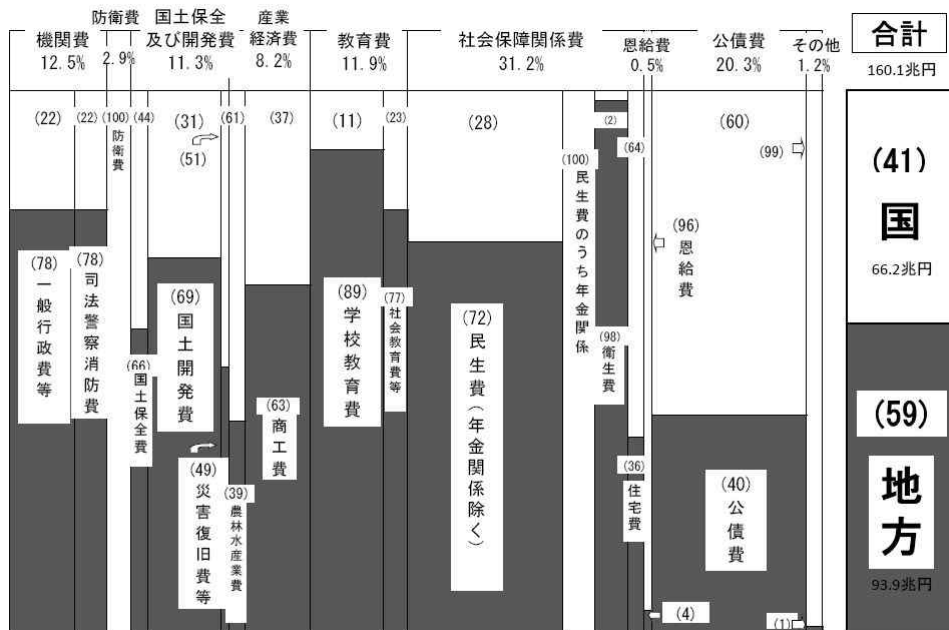 防衛費 国土保全 産業
機関費 及び開発費 経済費 教育費 社会保障関係費 恩給費 公債費 その他 合計
12.5% 2.9% 11.3% 8.2% 11.9% 31.2% 0.5% 20.3% 1.2% 160.1兆円
(22) (22) (100) (44) (31) (61) (37) (11) (23) (28) (2) (60)
防衛費
(51)
(64)
(99)
(100)
民生費のうち年金関係
(41)
国
66.2兆円
(78)
一般行政費等
(78)
司法警察消防費
(66)
国土保全費
(69)
国土開発費
(49)
災害復旧費等
(39)
農林水産業費
(63)
商工費
(89)
学校教育費
(77)
社会教育費等
(72)
民生費(年金関係除く)
(98)
衛生費
(36)
住宅費
(96)
恩給費
(4)
(40)
公債費
(1)
(59)
地方
93.9兆円